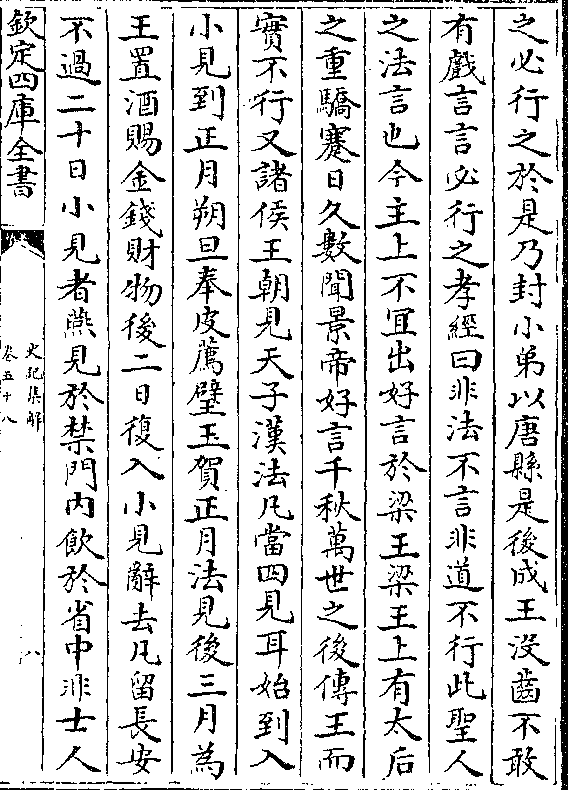 之必行之於是乃封小弟以唐縣是後成王没齒不敢
有戲言言必行之孝經曰非法不言非道不行此聖人
之法言也今主上不宜出好言於梁王梁王上有太后
之重驕蹇日久數聞景帝好言千秋萬世之後傳王而
實不行又諸侯王朝見天子漢法凡當四見耳始到入
小見到正月朔旦奉皮薦璧玉賀正月法見後三月為
王置酒賜金錢財物後二日復入小見辭去凡留長安
不過二十日小見者燕見於禁門内飲於省中非士人
欽定四庫全書
史記集解
卷五十八
八